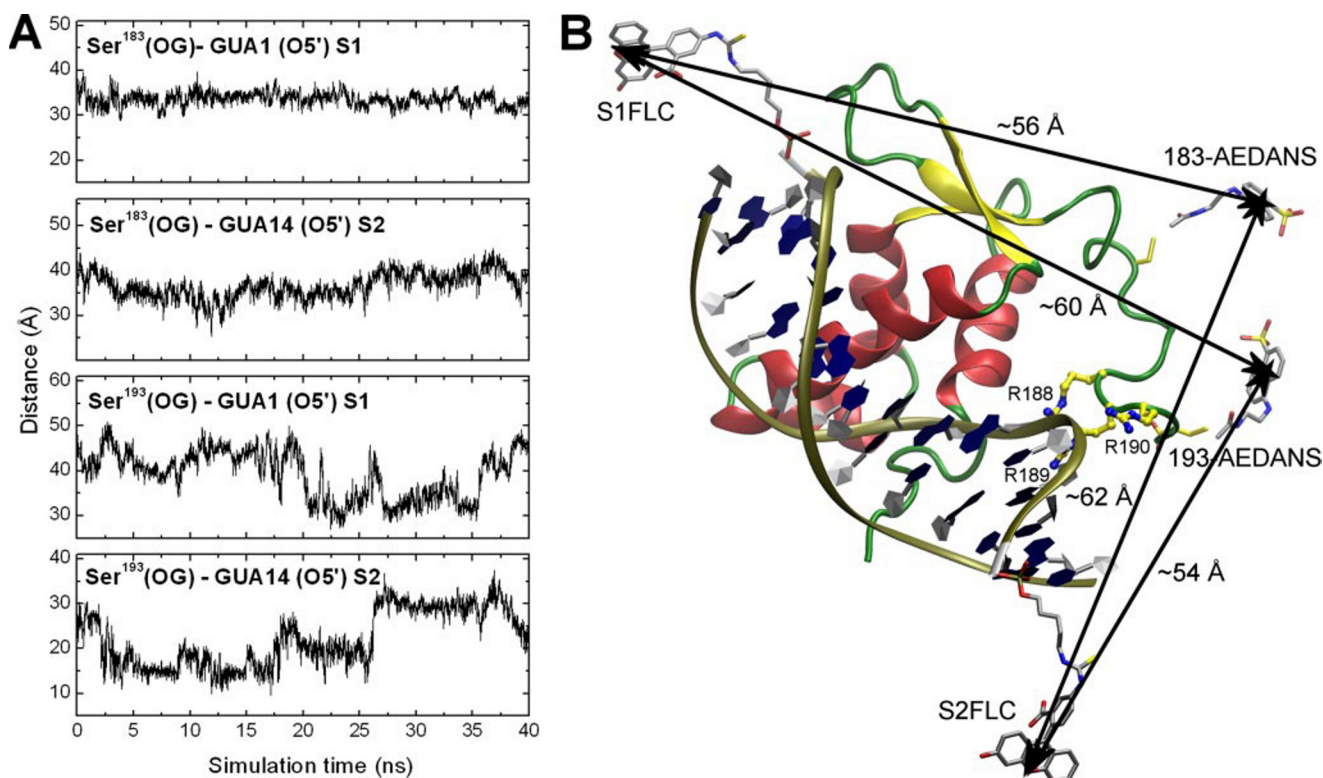 A
Distance (Å)
50
40
30
20
Ser183(OG)- GUA1 (O5') S1
50
40
30
Ser183(OG) - GUA14 (O5') S2
60
50
40
30
Ser193(OG) - GUA1 (O5') S1
40
30
20
10
Ser193(OG) - GUA14 (O5') S2
0 5 10 15 20 25 30 35 40
Simulation time (ns)
B
S1FLC
~56 Å
183-AEDANS
~60 Å
R188
R190
R189
193-AEDANS
~62 Å
~54 Å
S2FLC